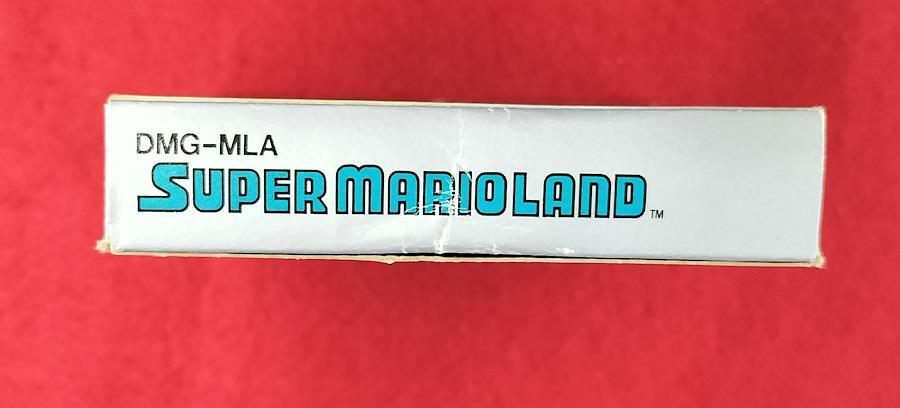 DMG-MLA
SUPER MARIOLAND™